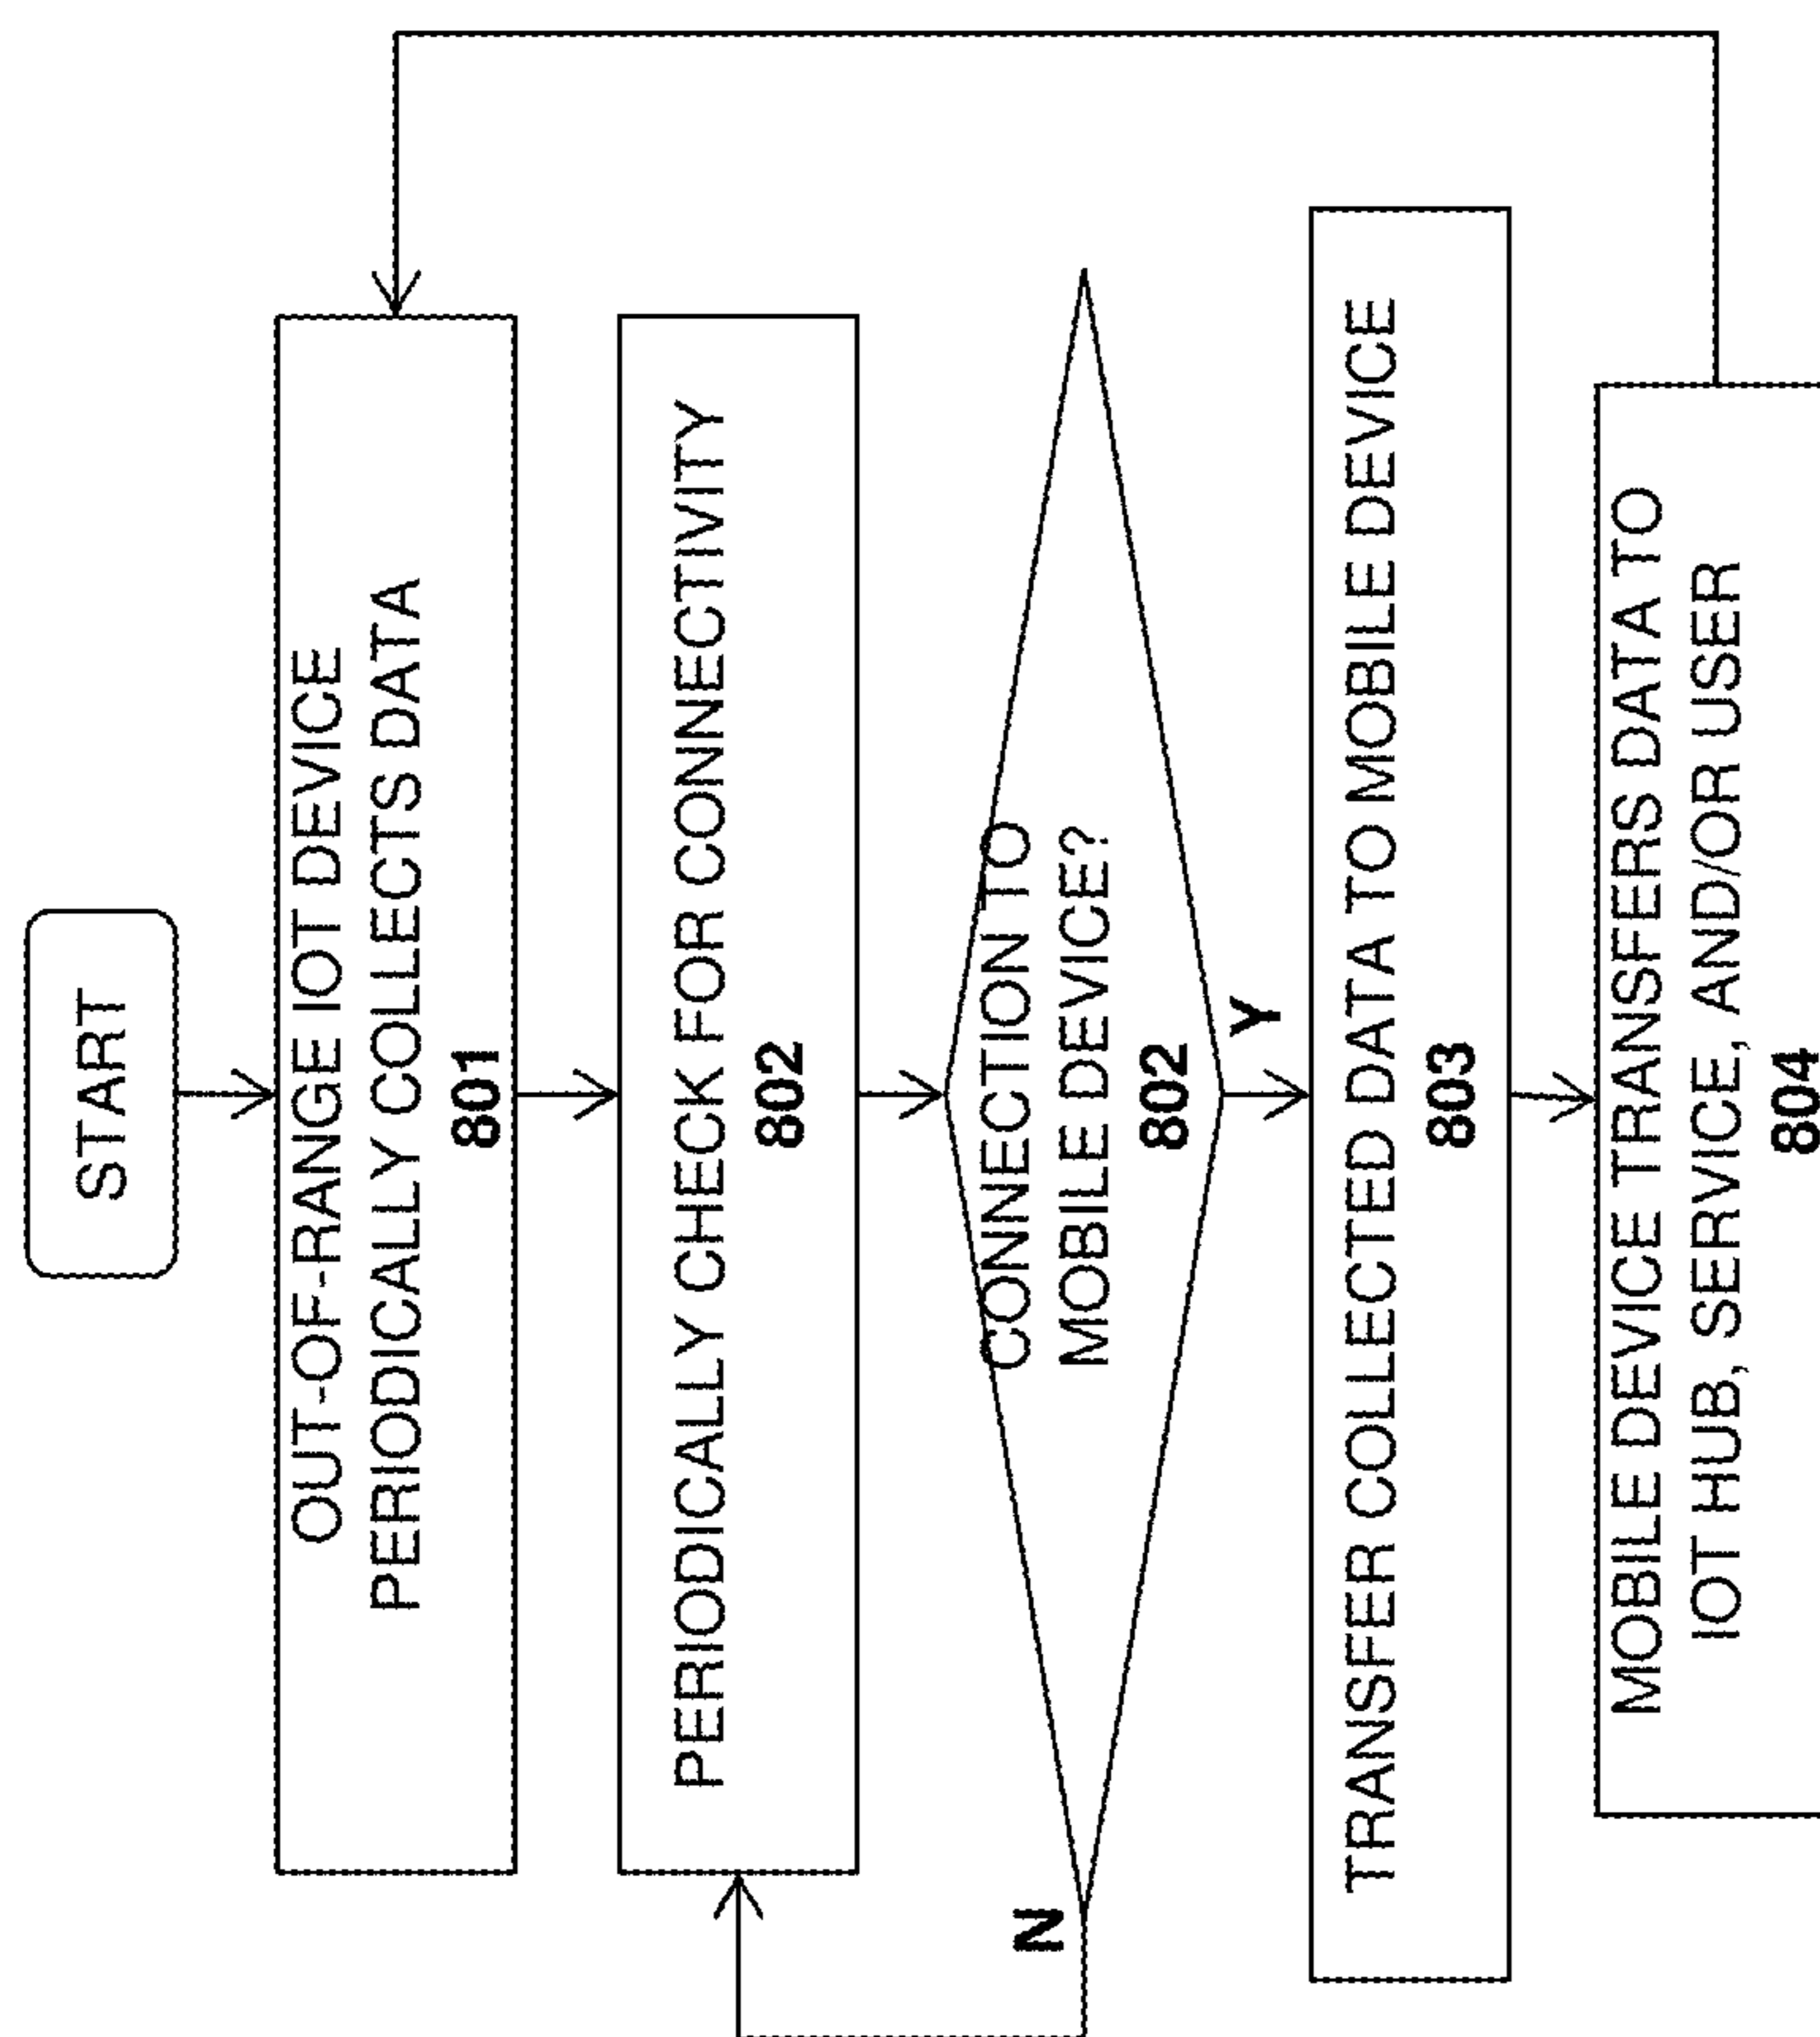 START
OUT-OF-RANGE IOT DEVICE
PERIODICALLY COLLECTS DATA
801
PERIODICALLY CHECK FOR CONNECTIVITY
802
CONNECTION TO
MOBILE DEVICE?
802
N
Y
TRANSFER COLLECTED DATA TO MOBILE DEVICE
803
MOBILE DEVICE TRANSFERS DATA TO
IOT HUB, SERVICE, AND/OR USER
804